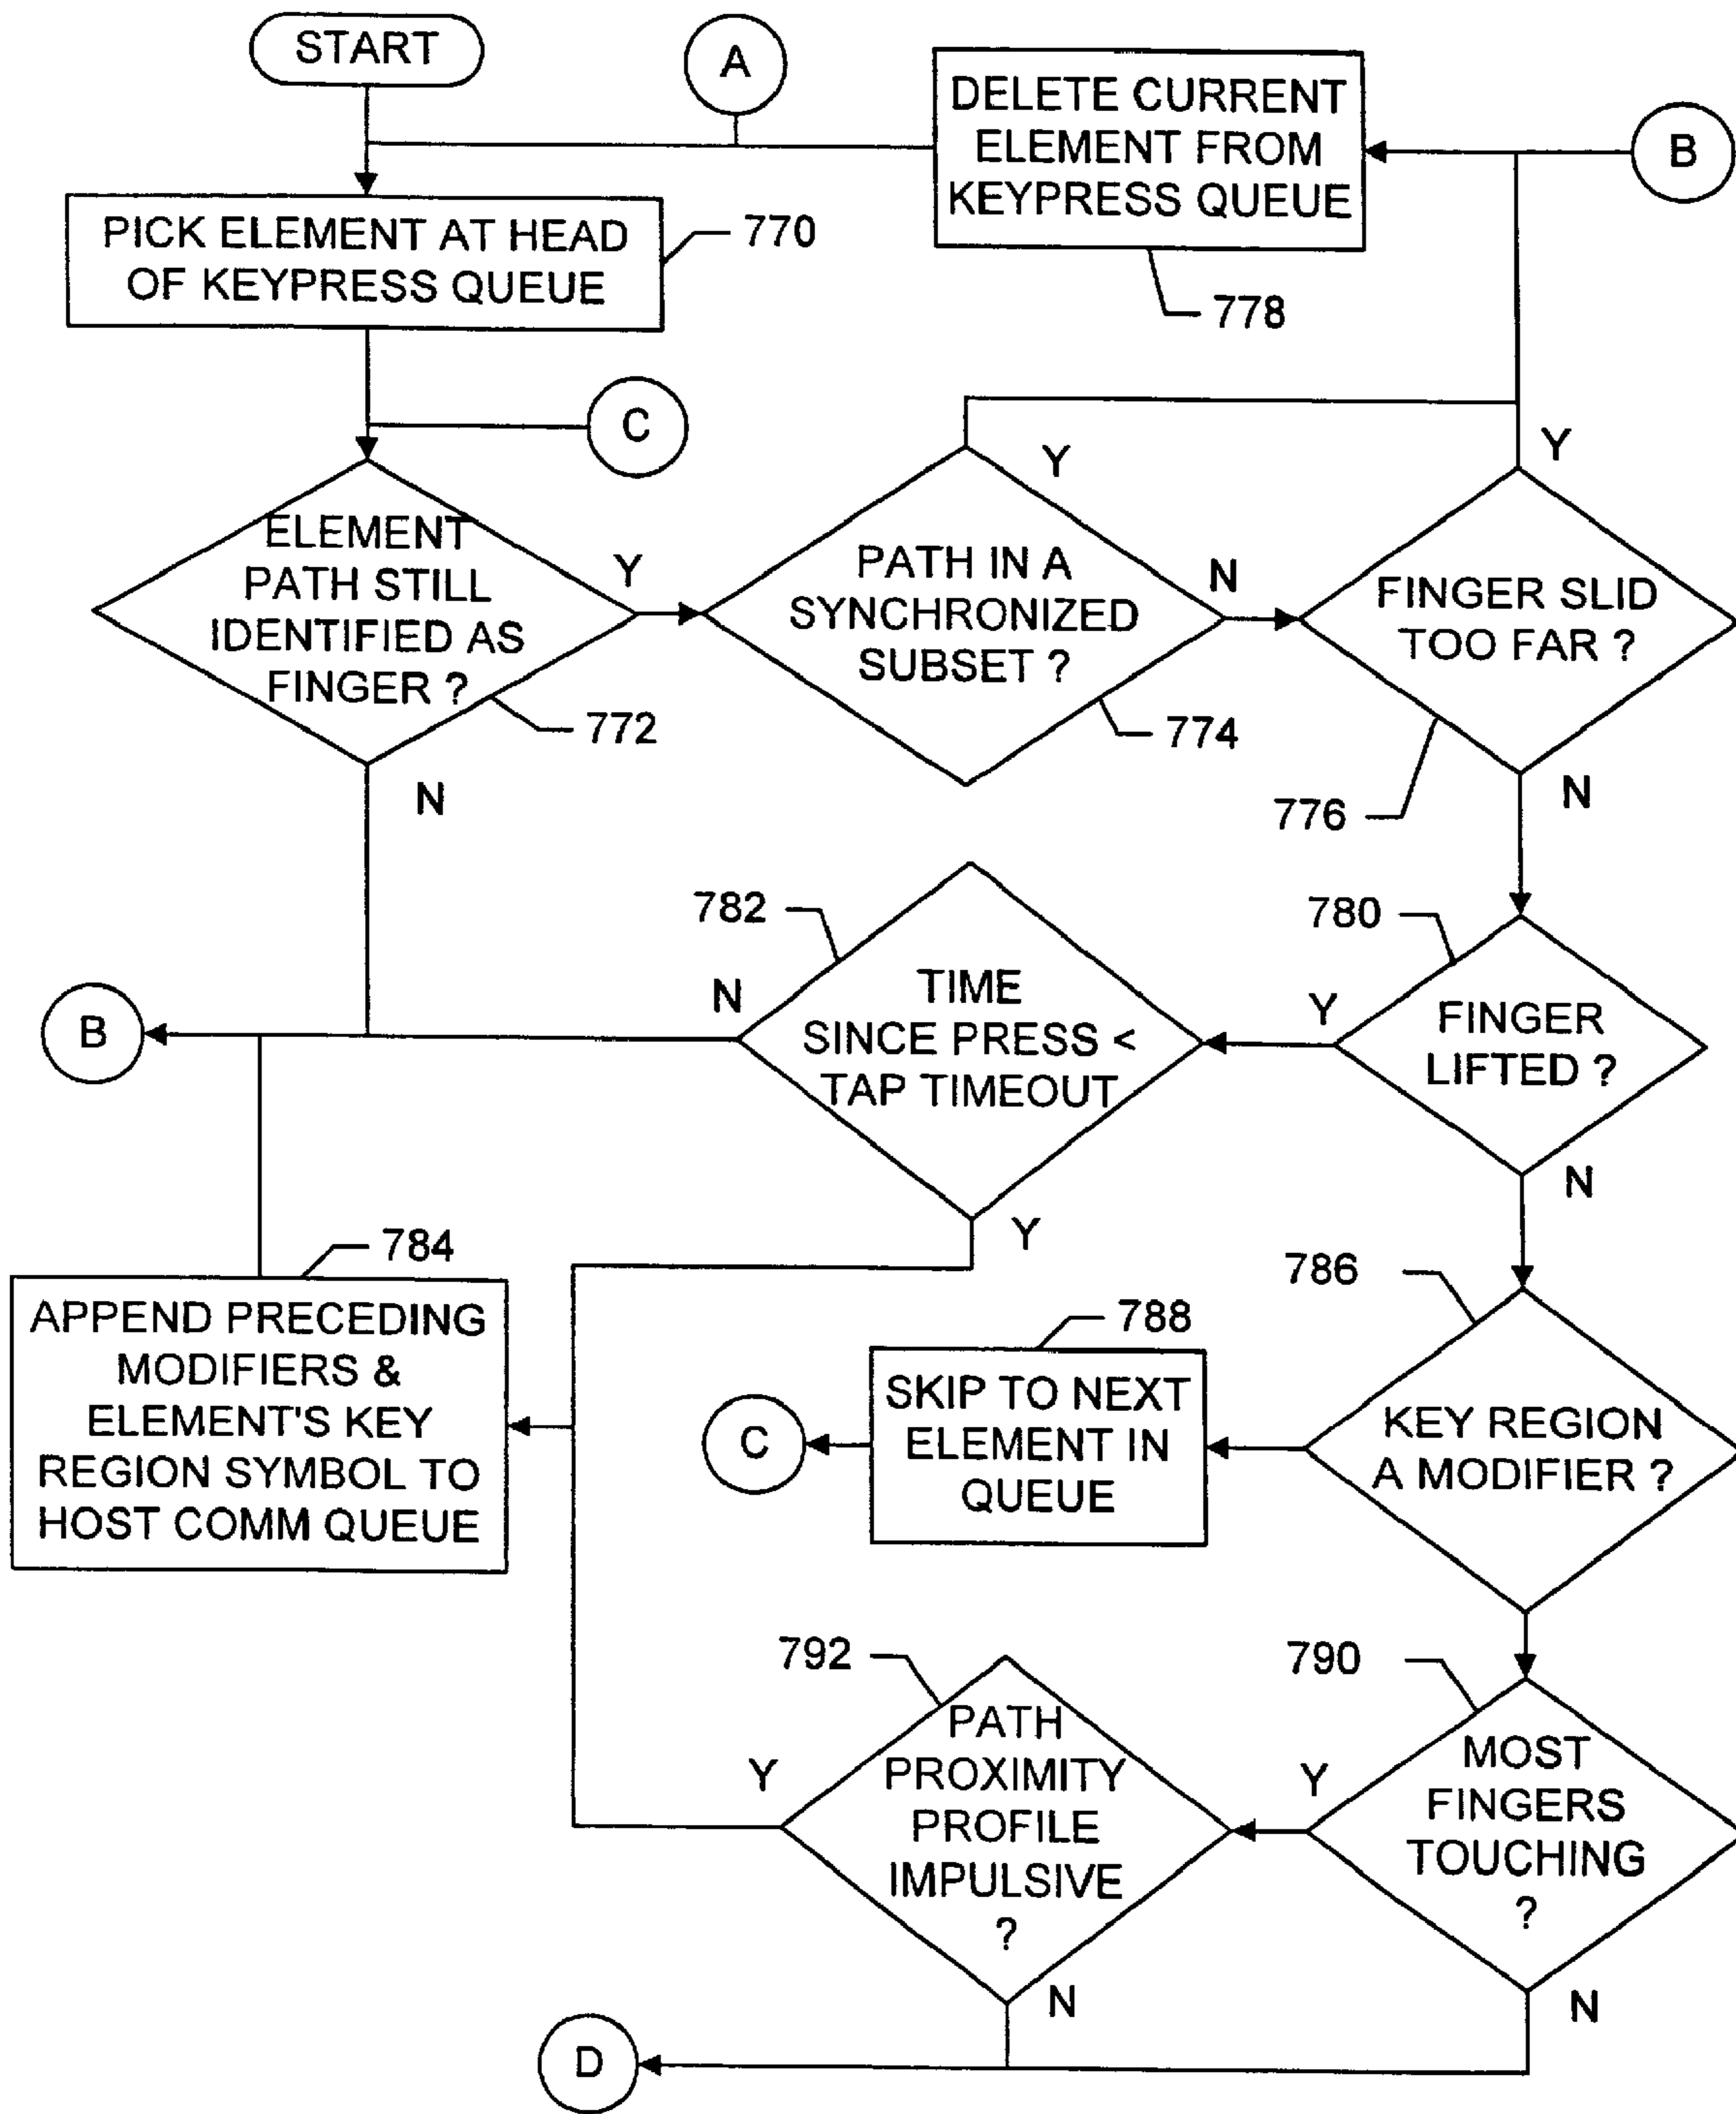 START
A
DELETE CURRENT
ELEMENT FROM
KEYPRESS QUEUE
B
PICK ELEMENT AT HEAD
OF KEYPRESS QUEUE
770
778
C
ELEMENT
PATH STILL
IDENTIFIED AS
FINGER ?
Y
772
N
PATH IN A
SYNCHRONIZED
SUBSET ?
Y
N
774
FINGER SLID
TOO FAR ?
Y
776
N
782
TIME
SINCE PRESS <
TAP TIMEOUT
N
Y
780
FINGER
LIFTED ?
Y
N
B
784
APPEND PRECEDING
MODIFIERS &
ELEMENT'S KEY
REGION SYMBOL TO
HOST COMM QUEUE
786
KEY REGION
A MODIFIER ?
788
SKIP TO NEXT
ELEMENT IN
QUEUE
C
792
PATH
PROXIMITY
PROFILE
IMPULSIVE
?
Y
N
790
MOST
FINGERS
TOUCHING
?
Y
N
D